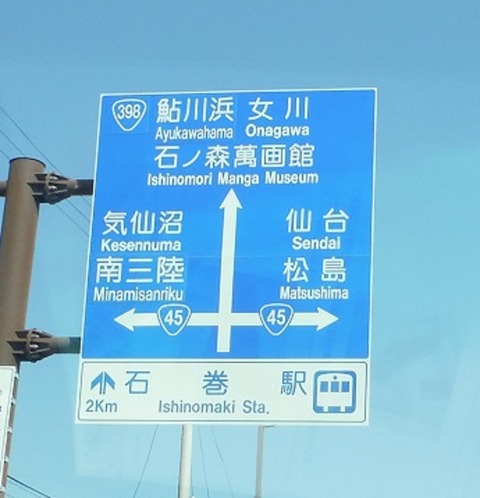 398 鮎川浜 女川
Ayukawahama Onagawa
石ノ森萬画館
Ishinomori Manga Museum
気仙沼 仙台
Kesennuma Sendai
南三陸 松島
Minamisanriku Matsushima
45 45
石巻駅
2Km Ishinomaki Sta.